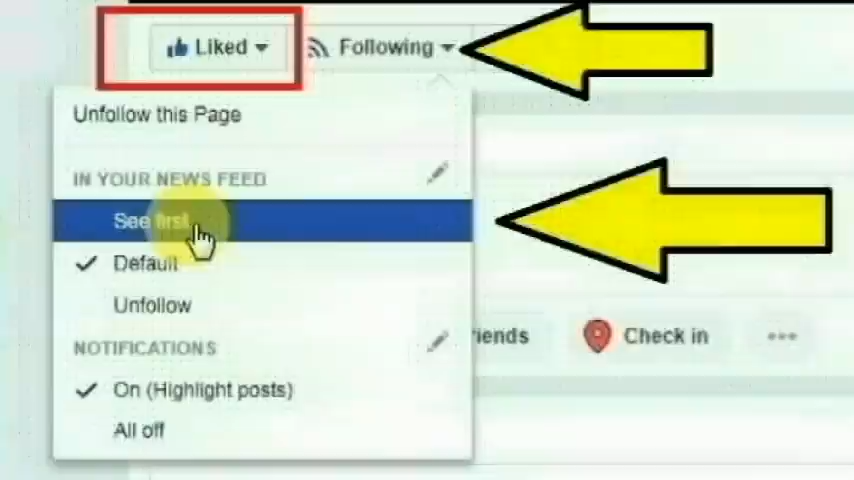 Liked Following
Unfollow this Page
IN YOUR NEWS FEED
See first
Default
Unfollow
riends Check in
NOTIFICATIONS
On (Highlight posts)
All off